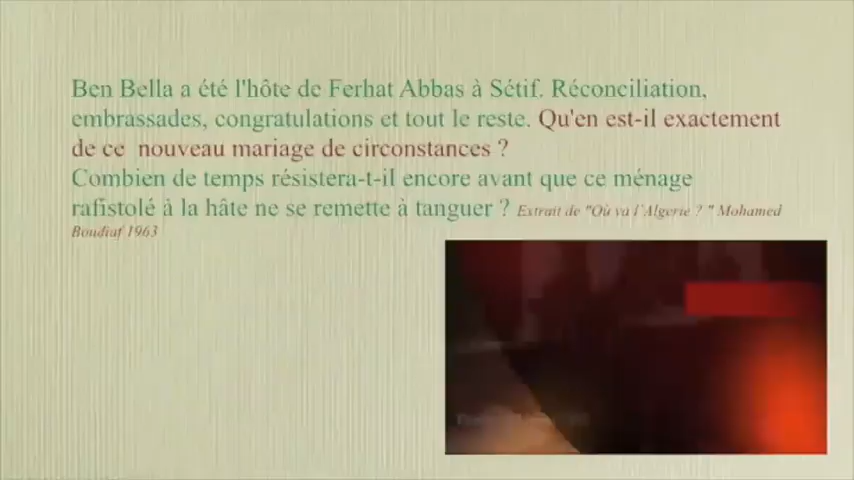 Ben Bella a été l'hôte de Ferhat Abbas à Sétif. Réconciliation,
embrassades, congratulations et tout le reste. Qu'en est-il exactement
de ce nouveau mariage de circonstances ?
Combien de temps résistera-t-il encore avant que ce ménage
rafistolé à la hâte ne se remette à tanguer ? Extrait de "Où va l'Algerie ? " Mohamed
Boudiaf 1963